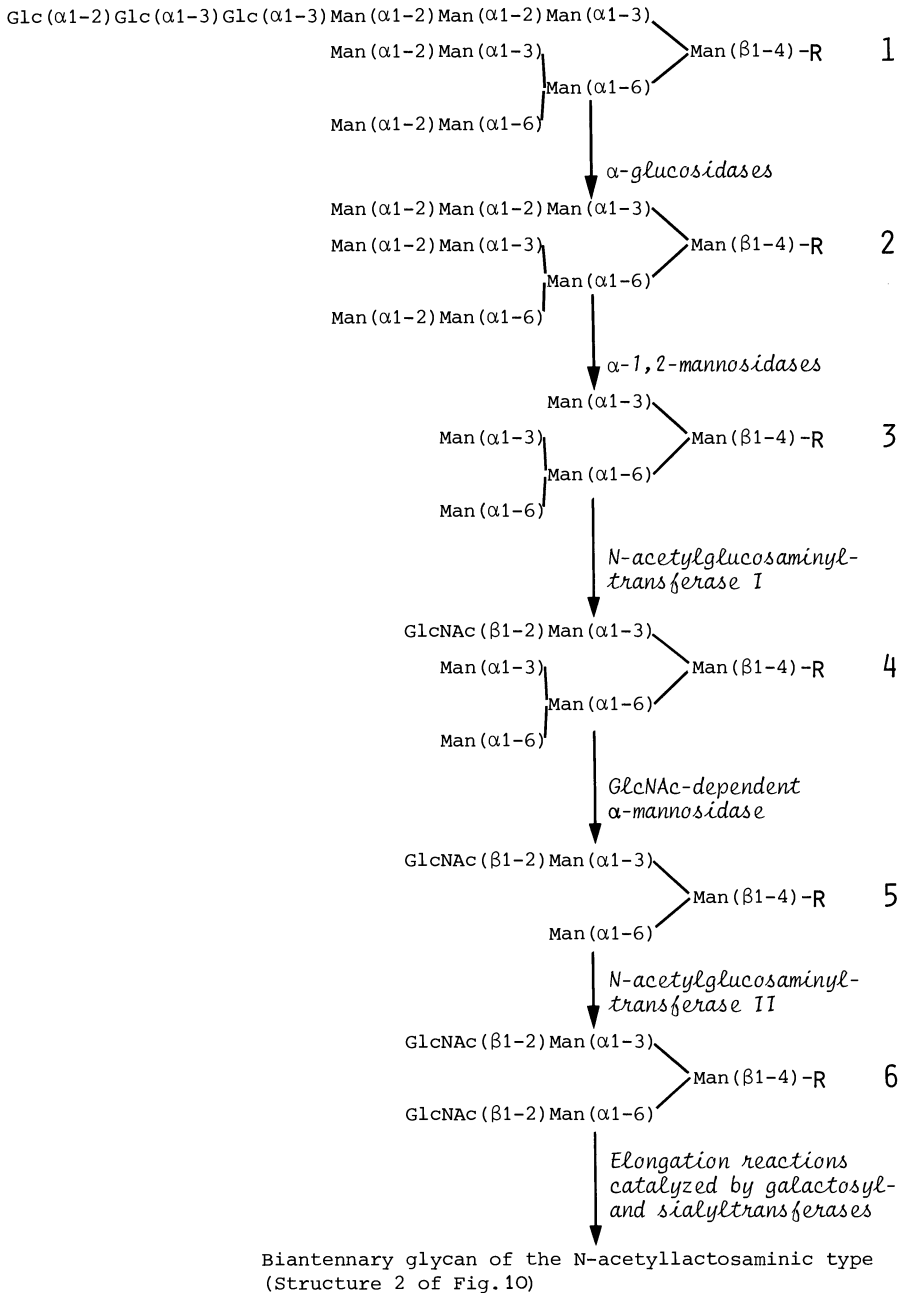 Glc(α1-2)Glc(α1-3)Glc(α1-3)Man(α1-2)Man(α1-2)Man(α1-3)
Man(α1-2)Man(α1-3) Man(β1-4)-R 1
Man(α1-6)
Man(α1-2)Man(α1-6)
α-glucosidases
Man(α1-2)Man(α1-2)Man(α1-3)
Man(α1-2)Man(α1-3) Man(β1-4)-R 2
Man(α1-6)
Man(α1-2)Man(α1-6)
α-1,2-mannosidases
Man(α1-3)
Man(α1-3) Man(β1-4)-R 3
Man(α1-6)
Man(α1-6)
N-acetylglucosaminyl-
transferase I
GlcNAc(β1-2)Man(α1-3)
Man(α1-3) Man(β1-4)-R 4
Man(α1-6)
Man(α1-6)
GlcNAc-dependent
α-mannosidase
GlcNAc(β1-2)Man(α1-3)
Man(β1-4)-R 5
Man(α1-6)
N-acetylglucosaminyl-
transferase II
GlcNAc(β1-2)Man(α1-3)
Man(β1-4)-R 6
GlcNAc(β1-2)Man(α1-6)
Elongation reactions
catalyzed by galactosyl-
and sialyltransferases
Biantennary glycan of the N-acetyllactosaminic type
(Structure 2 of Fig.10)